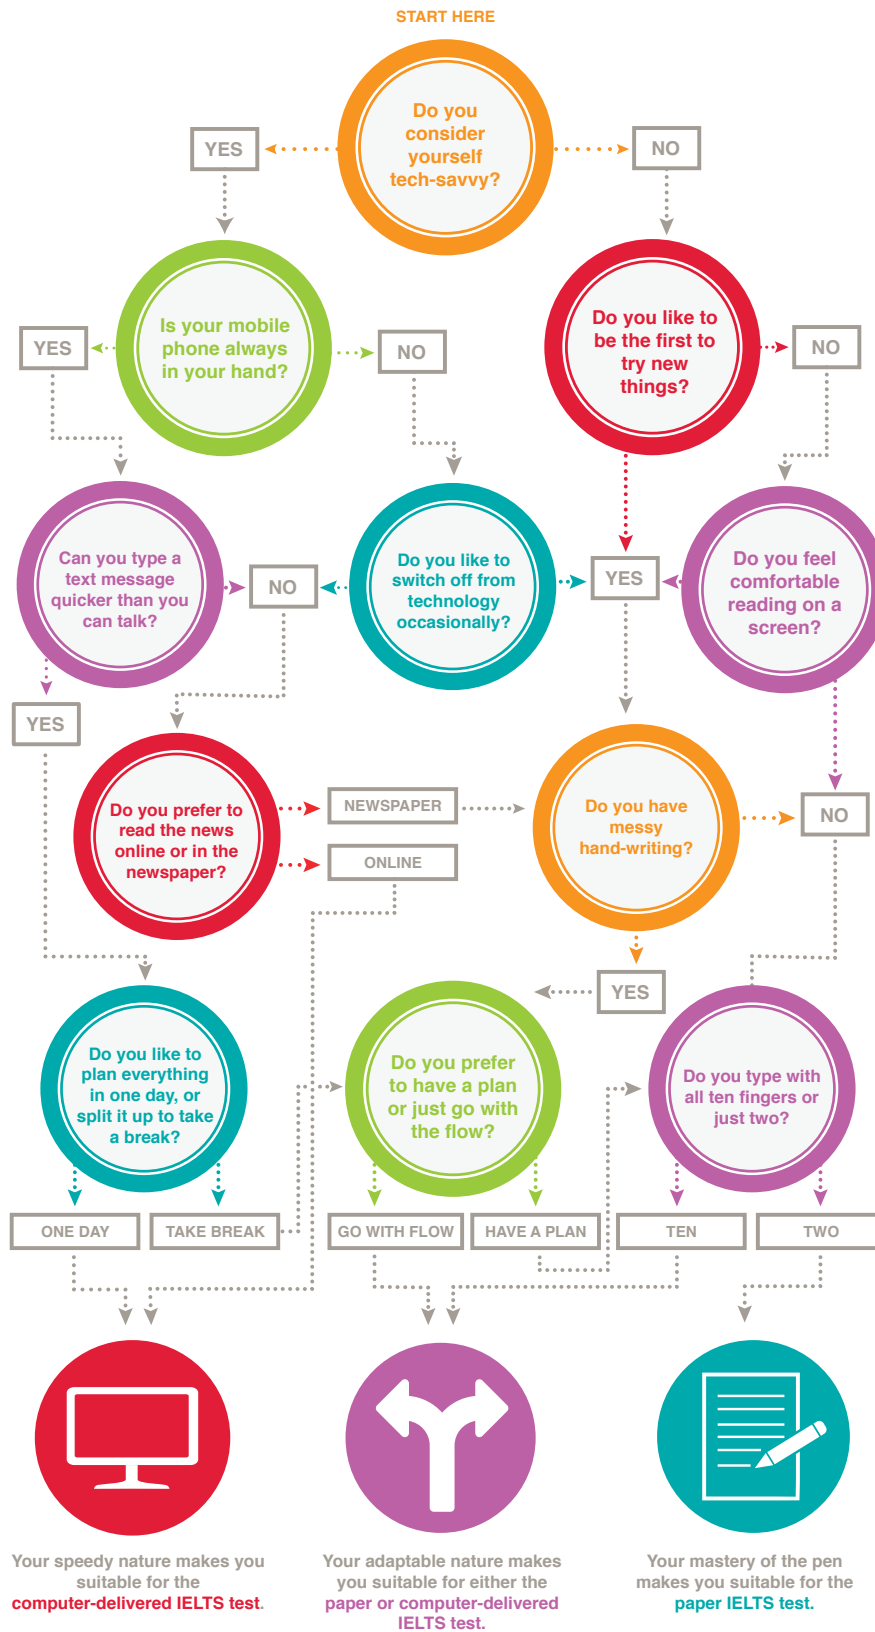 START HERE
Do you
consider
yourself
tech-savvy?
YES
NO
Is your mobile
phone always
in your hand?
Do you like to
be the first to
try new
things?
YES
NO
NO
Can you type a
text message
quicker than you
can talk?
NO
Do you like to
switch off from
technology
occasionally?
YES
Do you feel
comfortable
reading on a
screen?
YES
Do you prefer to
read the news
online or in the
newspaper?
NEWSPAPER
ONLINE
Do you have
messy
hand-writing?
NO
YES
Do you like to
plan everything
in one day, or
split it up to take
a break?
Do you prefer
to have a plan
or just go with
the flow?
Do you type with
all ten fingers or
just two?
ONE DAY
TAKE BREAK
GO WITH FLOW
HAVE A PLAN
TEN
TWO
Your speedy nature makes you
suitable for the
computer-delivered IELTS test.
Your adaptable nature makes
you suitable for either the
paper or computer-delivered
IELTS test.
Your mastery of the pen
makes you suitable for the
paper IELTS test.